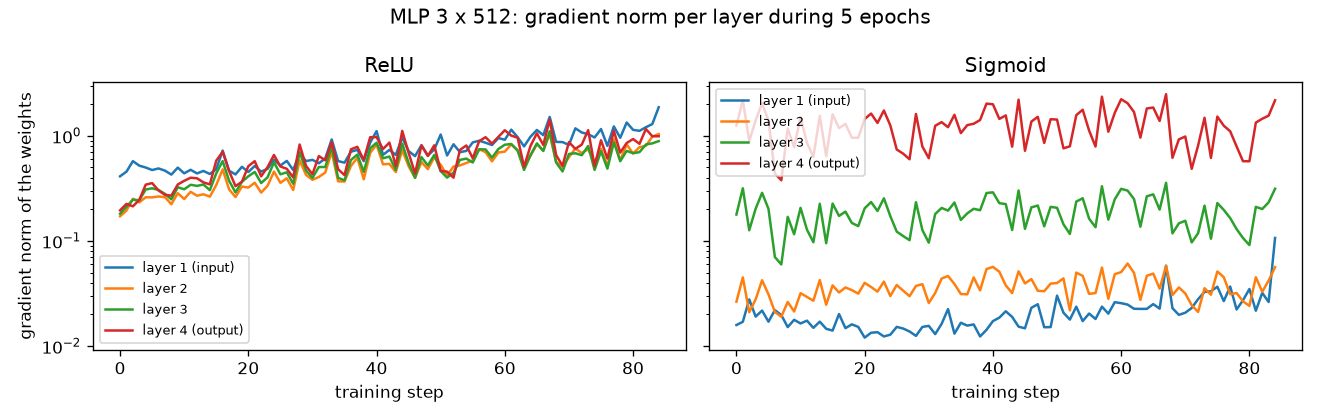 MLP 3 x 512: gradient norm per layer during 5 epochs
ReLU
gradient norm of the weights
10⁰
10⁻¹
10⁻²
layer 1 (input)
layer 2
layer 3
layer 4 (output)
0 20 40 60 80
training step
Sigmoid
layer 1 (input)
layer 2
layer 3
layer 4 (output)
0 20 40 60 80
training step